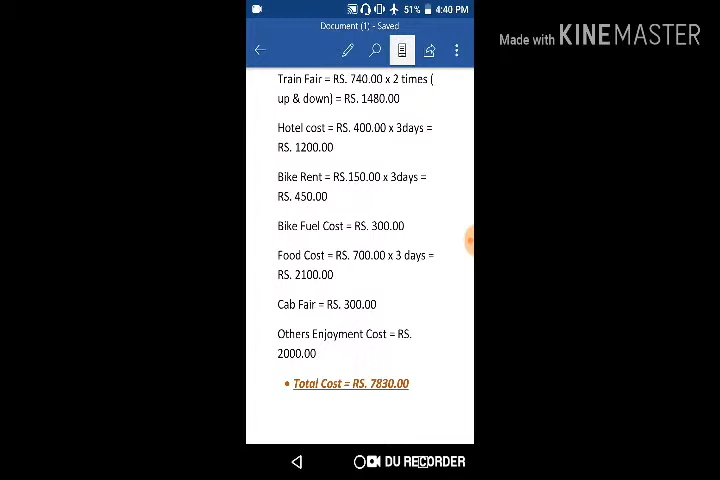 51% 4:40 PM
Document (1) - Saved
Made with KINEMASTER
Train Fair = RS. 740.00 x 2 times (
up & down) = RS. 1480.00
Hotel cost = RS. 400.00 x 3days =
RS. 1200.00
Bike Rent = RS.150.00 x 3days =
RS. 450.00
Bike Fuel Cost = RS. 300.00
Food Cost = RS. 700.00 x 3 days =
RS. 2100.00
Cab Fair = RS. 300.00
Others Enjoyment Cost = RS.
2000.00
• Total Cost = RS. 7830.00
DU RECORDER